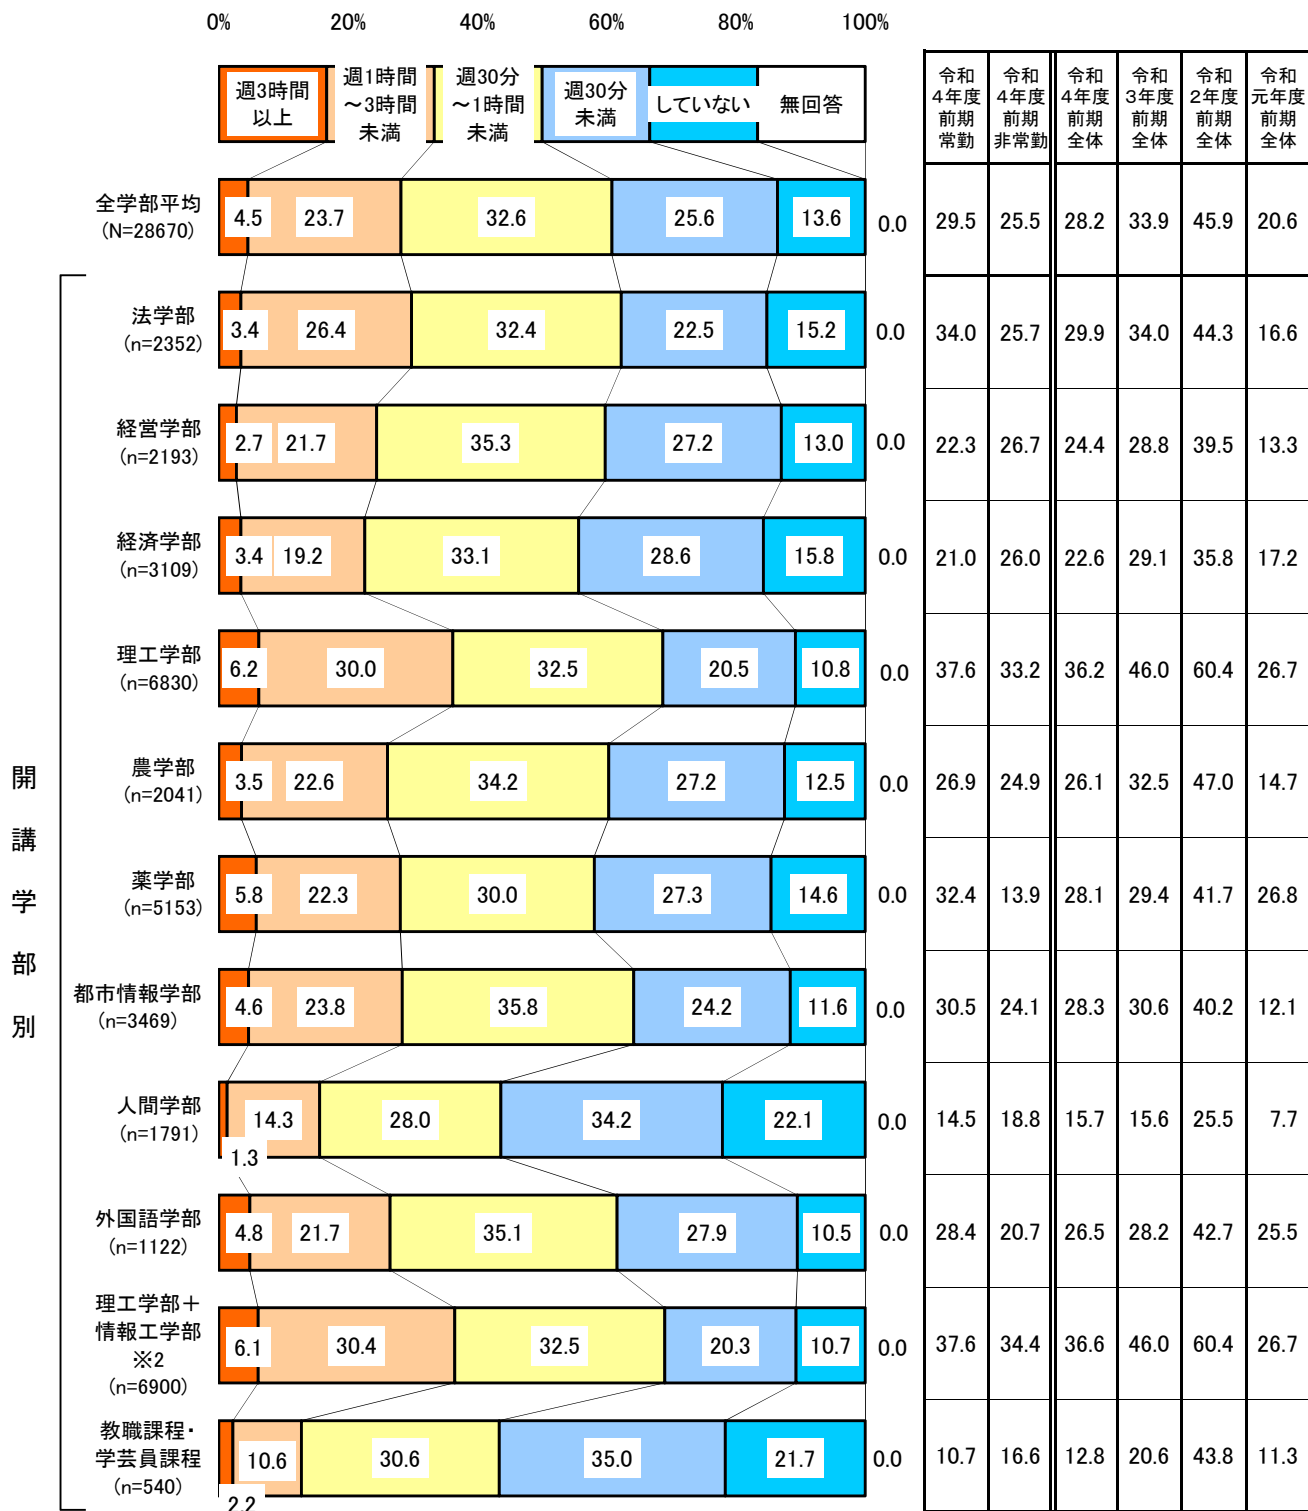 0% 20% 40% 60% 80% 100%
週3時間
以上
週1時間
～3時間
未満
週30分
～1時間
未満
週30分
未満
していない
無回答
令和
4年度
前期
常勤
令和
4年度
前期
非常勤
令和
4年度
前期
全体
令和
3年度
前期
全体
令和
2年度
前期
全体
令和
元年度
前期
全体
開講学部別
全学部平均
(N=28670)
4.5 23.7 32.6 25.6 13.6 0.0 29.5 25.5 28.2 33.9 45.9 20.6
法学部
(n=2352)
3.4 26.4 32.4 22.5 15.2 0.0 34.0 25.7 29.9 34.0 44.3 16.6
経営学部
(n=2193)
2.7 21.7 35.3 27.2 13.0 0.0 22.3 26.7 24.4 28.8 39.5 13.3
経済学部
(n=3109)
3.4 19.2 33.1 28.6 15.8 0.0 21.0 26.0 22.6 29.1 35.8 17.2
理工学部
(n=6830)
6.2 30.0 32.5 20.5 10.8 0.0 37.6 33.2 36.2 46.0 60.4 26.7
農学部
(n=2041)
3.5 22.6 34.2 27.2 12.5 0.0 26.9 24.9 26.1 32.5 47.0 14.7
薬学部
(n=5153)
5.8 22.3 30.0 27.3 14.6 0.0 32.4 13.9 28.1 29.4 41.7 26.8
都市情報学部
(n=3469)
4.6 23.8 35.8 24.2 11.6 0.0 30.5 24.1 28.3 30.6 40.2 12.1
人間学部
(n=1791)
1.3 14.3 28.0 34.2 22.1 0.0 14.5 18.8 15.7 15.6 25.5 7.7
外国語学部
(n=1122)
4.8 21.7 35.1 27.9 10.5 0.0 28.4 20.7 26.5 28.2 42.7 25.5
理工学部＋
情報工学部
※2
(n=6900)
6.1 30.4 32.5 20.3 10.7 0.0 37.6 34.4 36.6 46.0 60.4 26.7
教職課程・
学芸員課程
(n=540)
2.2 10.6 30.6 35.0 21.7 0.0 10.7 16.6 12.8 20.6 43.8 11.3